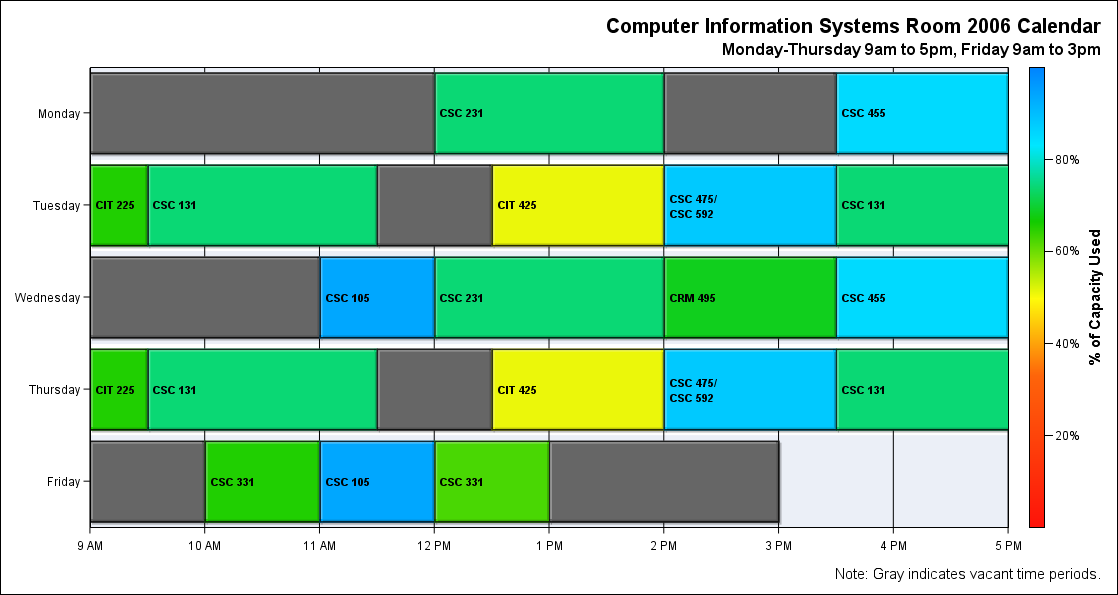 Computer Information Systems Room 2006 Calendar
Monday-Thursday 9am to 5pm, Friday 9am to 3pm
Monday
CSC 231
CSC 455
Tuesday
CIT 225
CSC 131
CIT 425
CSC 475/
CSC 592
CSC 131
Wednesday
CSC 105
CSC 231
CRM 495
CSC 455
Thursday
CIT 225
CSC 131
CIT 425
CSC 475/
CSC 592
CSC 131
Friday
CSC 331
CSC 105
CSC 331
9 AM
10 AM
11 AM
12 PM
1 PM
2 PM
3 PM
4 PM
5 PM
80%
60%
40%
20%
% of Capacity Used
Note: Gray indicates vacant time periods.